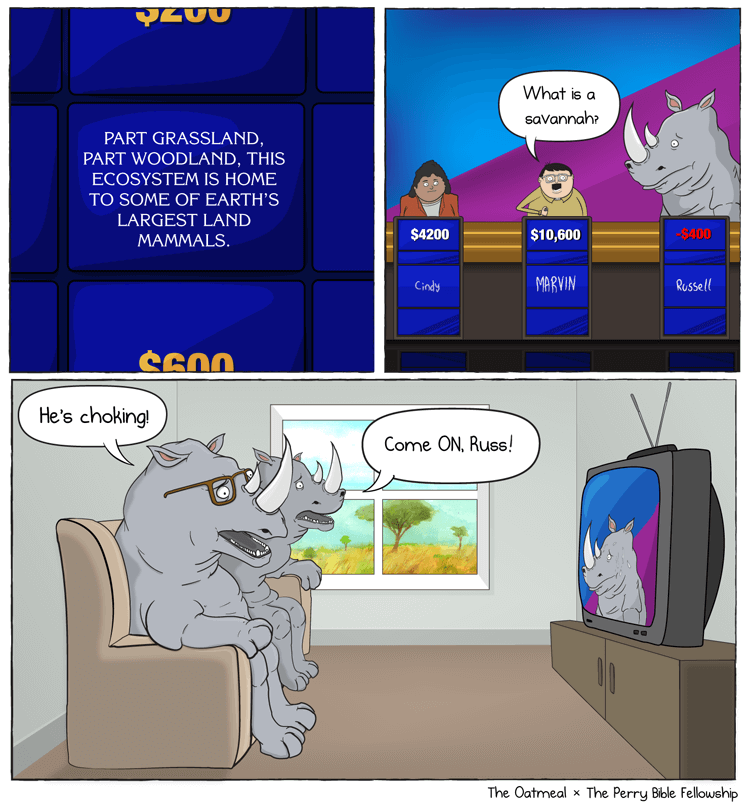 $200
PART GRASSLAND,
PART WOODLAND, THIS
ECOSYSTEM IS HOME
TO SOME OF EARTH'S
LARGEST LAND
MAMMALS.
$600
What is a
savannah?
$4200
$10,600
-$400
Cindy
MARVIN
Russell
He's choking!
Come ON, Russ!
The Oatmeal × The Perry Bible Fellowship